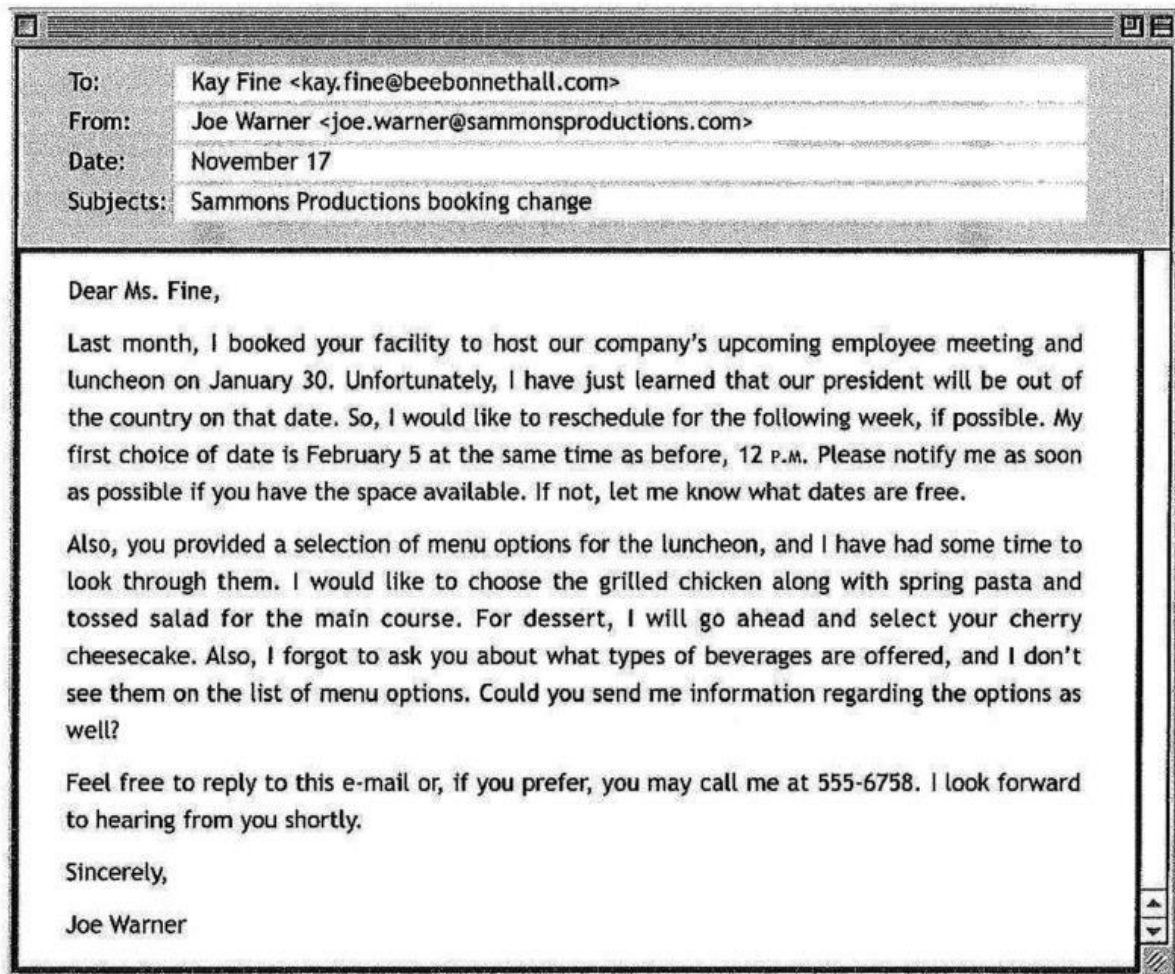 To: Kay Fine <kay.fine@beebonnethall.com>
From: Joe Warner <joe.warner@sammonsproductions.com>
Date: November 17
Subjects: Sammons Productions booking change
Dear Ms. Fine,
Last month, I booked your facility to host our company's upcoming employee meeting and
luncheon on January 30. Unfortunately, I have just learned that our president will be out of
the country on that date. So, I would like to reschedule for the following week, if possible. My
first choice of date is February 5 at the same time as before, 12 P.M. Please notify me as soon
as possible if you have the space available. If not, let me know what dates are free.
Also, you provided a selection of menu options for the luncheon, and I have had some time to
look through them. I would like to choose the grilled chicken along with spring pasta and
tossed salad for the main course. For dessert, I will go ahead and select your cherry
cheesecake. Also, I forgot to ask you about what types of beverages are offered, and I don't
see them on the list of menu options. Could you send me information regarding the options as
well?
Feel free to reply to this e-mail or, if you prefer, you may call me at 555-6758. I look forward
to hearing from you shortly.
Sincerely,
Joe Warner